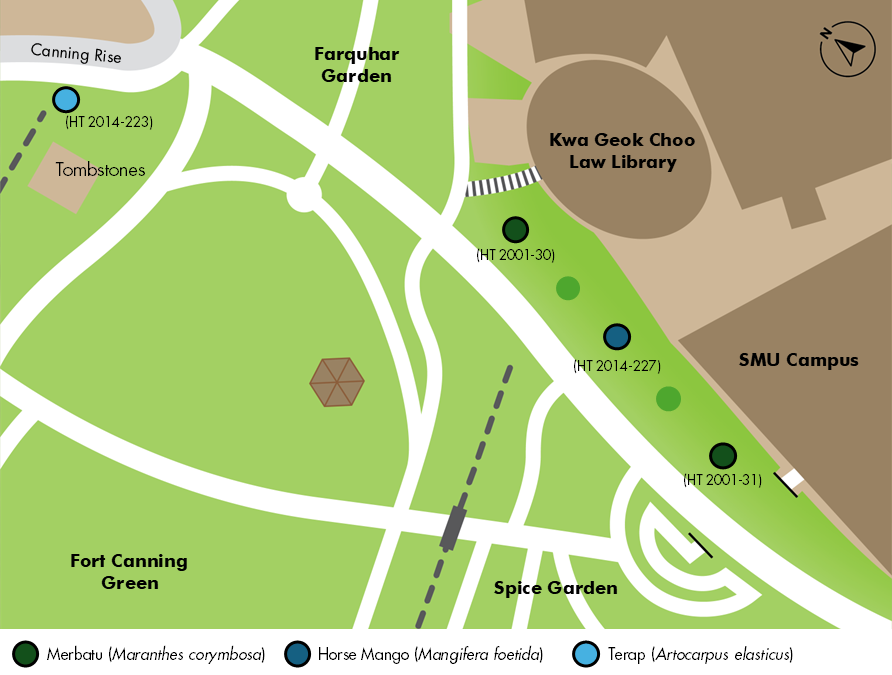 N
Canning Rise
Farquhar
Garden
(HT 2014-223)
Kwa Geok Choo
Law Library
Tombstones
(HT 2001-30)
(HT 2014-227)
SMU Campus
(HT 2001-31)
Fort Canning
Green
Spice Garden
Merbatu (Maranthes corymbosa)
Horse Mango (Mangifera foetida)
Terap (Artocarpus elasticus)